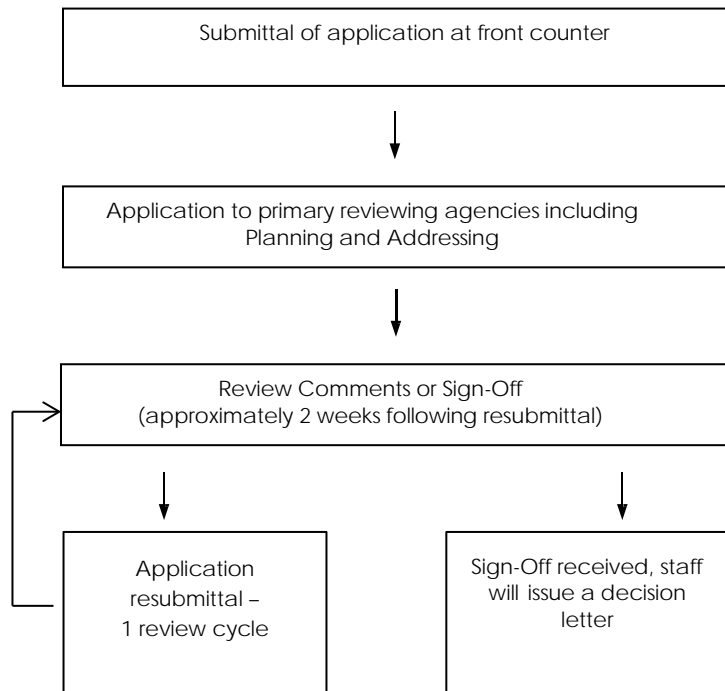 Submittal of application at front counter
Application to primary reviewing agencies including
Planning and Addressing
Review Comments or Sign-Off
(approximately 2 weeks following resubmittal)
Application
resubmittal –
1 review cycle
Sign-Off received, staff
will issue a decision
letter